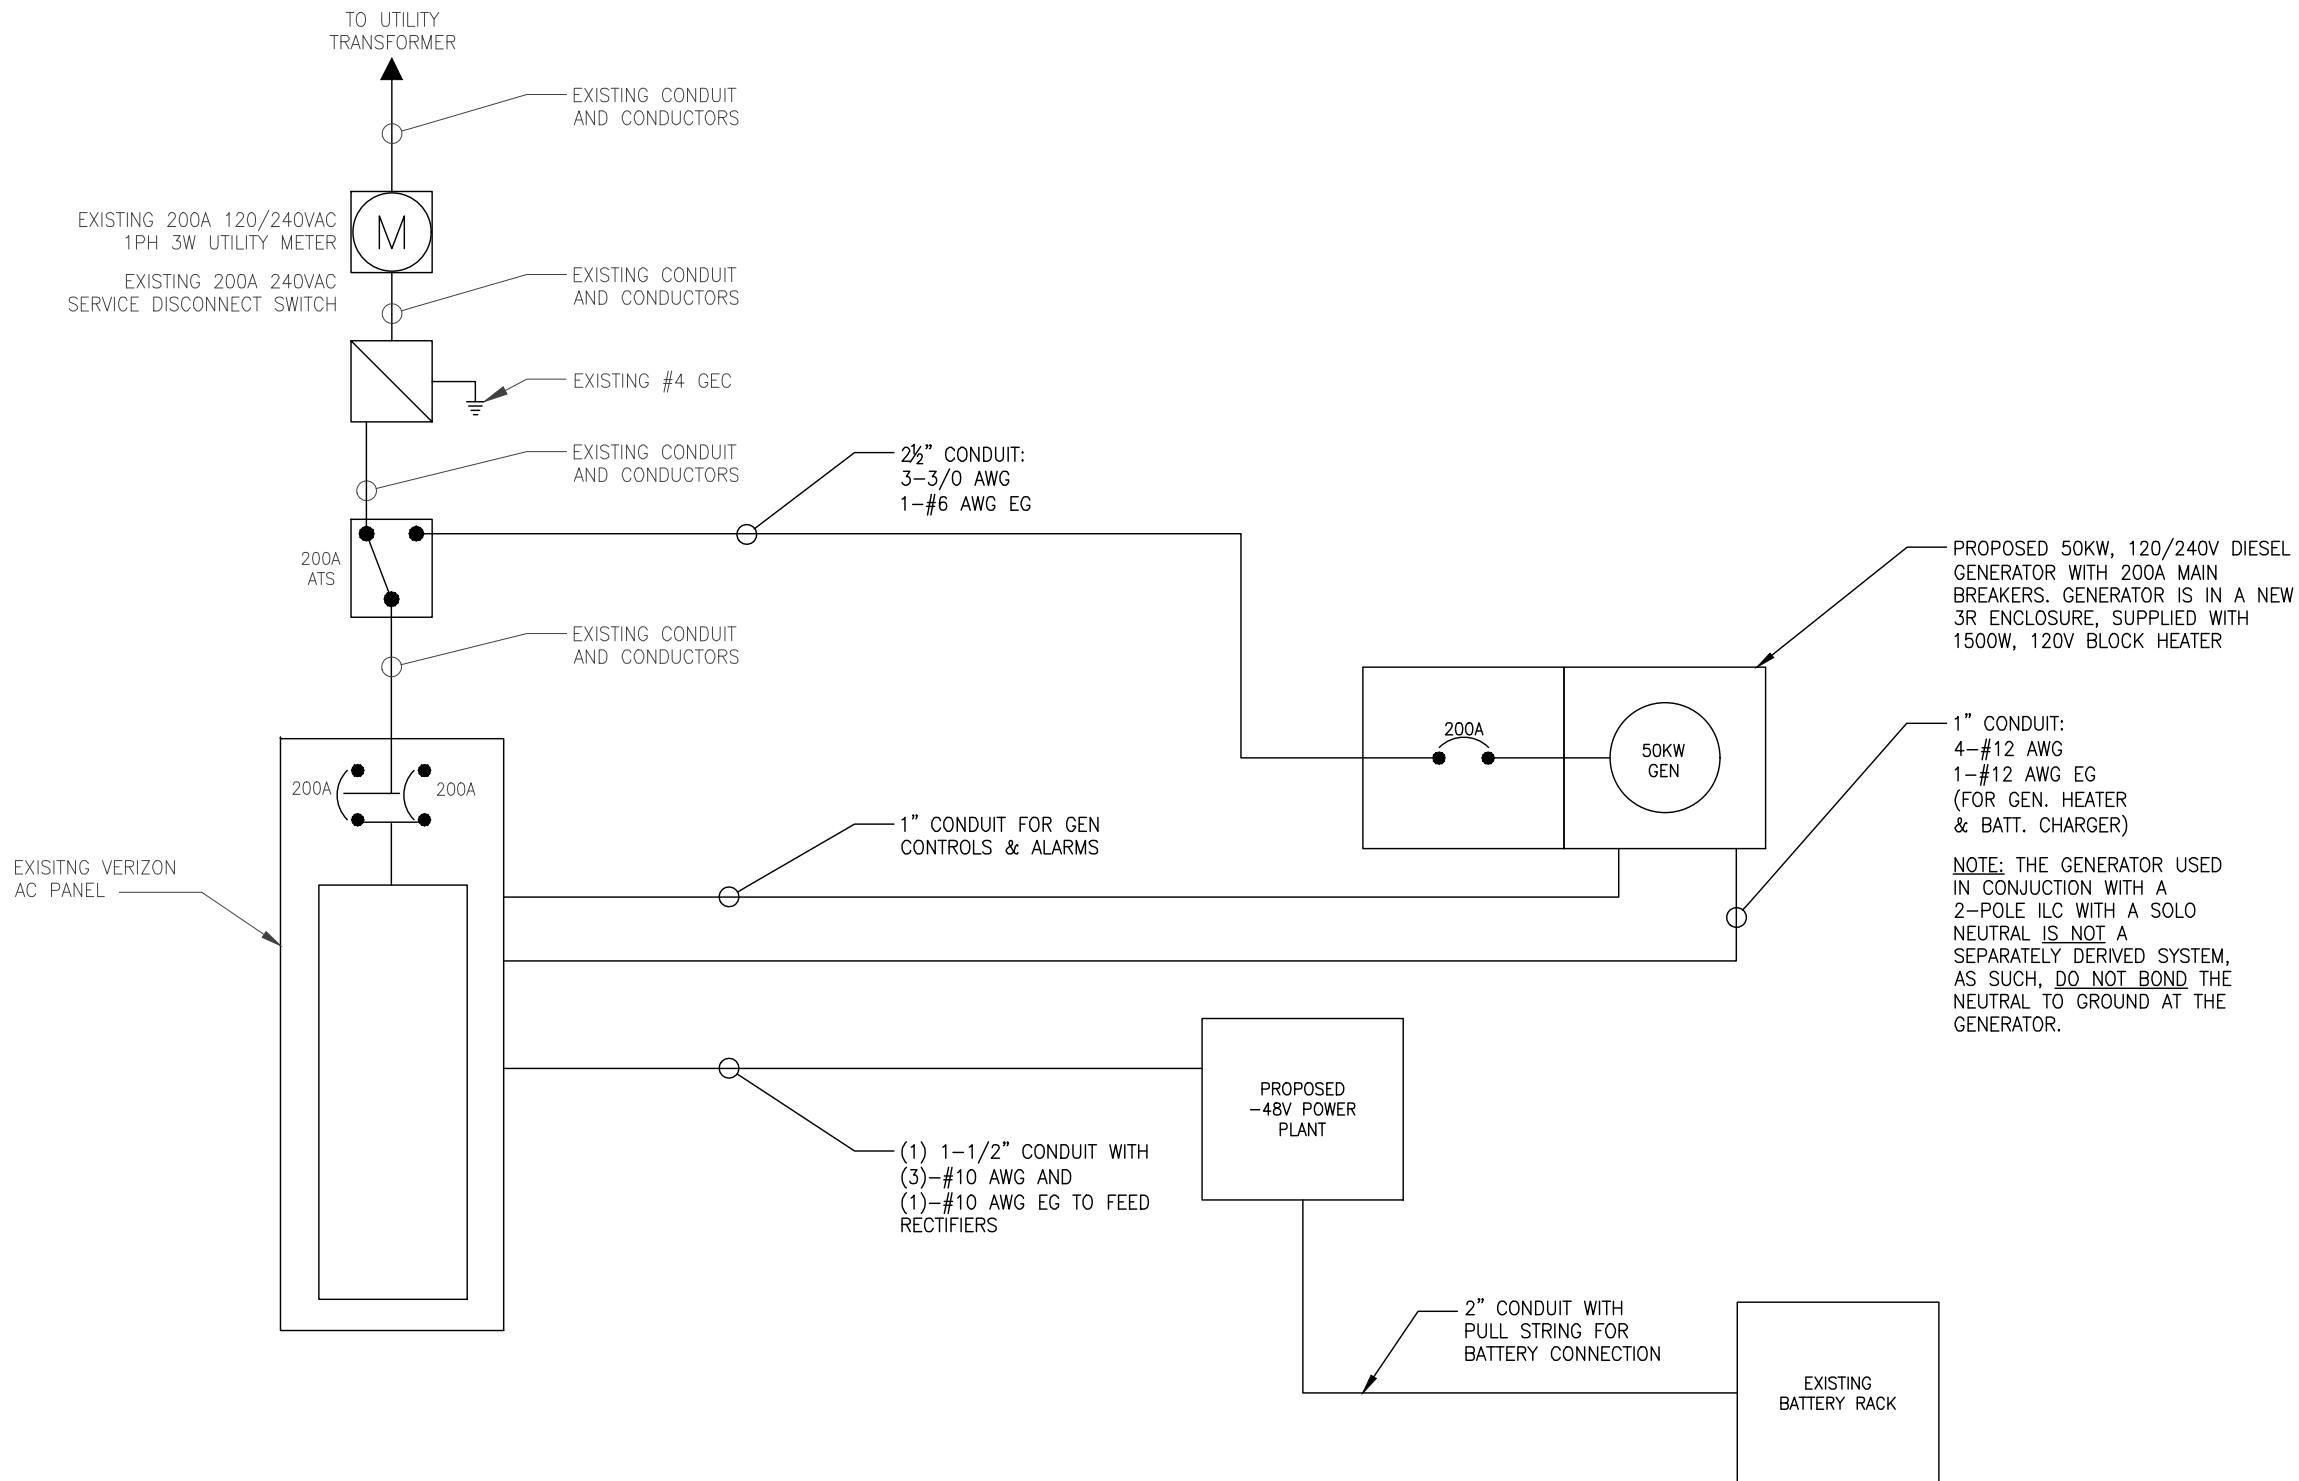 TO UTILITY
TRANSFORMER
EXISTING CONDUIT
AND CONDUCTORS
EXISTING 200A 120/240VAC
1PH 3W UTILITY METER
M
EXISTING 200A 240VAC
SERVICE DISCONNECT SWITCH
EXISTING CONDUIT
AND CONDUCTORS
EXISTING #4 GEC
EXISTING CONDUIT
AND CONDUCTORS
2½” CONDUIT:
3-3/0 AWG
1-#6 AWG EG
200A
ATS
EXISTING CONDUIT
AND CONDUCTORS
PROPOSED 50KW, 120/240V DIESEL
GENERATOR WITH 200A MAIN
BREAKERS. GENERATOR IS IN A NEW
3R ENCLOSURE, SUPPLIED WITH
1500W, 120V BLOCK HEATER
200A
50KW
GEN
1” CONDUIT:
4-#12 AWG
1-#12 AWG EG
(FOR GEN. HEATER
& BATT. CHARGER)
200A
200A
1” CONDUIT FOR GEN
CONTROLS & ALARMS
EXISITNG VERIZON
AC PANEL
NOTE: THE GENERATOR USED
IN CONJUCTION WITH A
2-POLE ILC WITH A SOLO
NEUTRAL IS NOT A
SEPARATELY DERIVED SYSTEM,
AS SUCH, DO NOT BOND THE
NEUTRAL TO GROUND AT THE
GENERATOR.
PROPOSED
-48V POWER
PLANT
(1) 1-1/2” CONDUIT WITH
(3)-#10 AWG AND
(1)-#10 AWG EG TO FEED
RECTIFIERS
2” CONDUIT WITH
PULL STRING FOR
BATTERY CONNECTION
EXISTING
BATTERY RACK